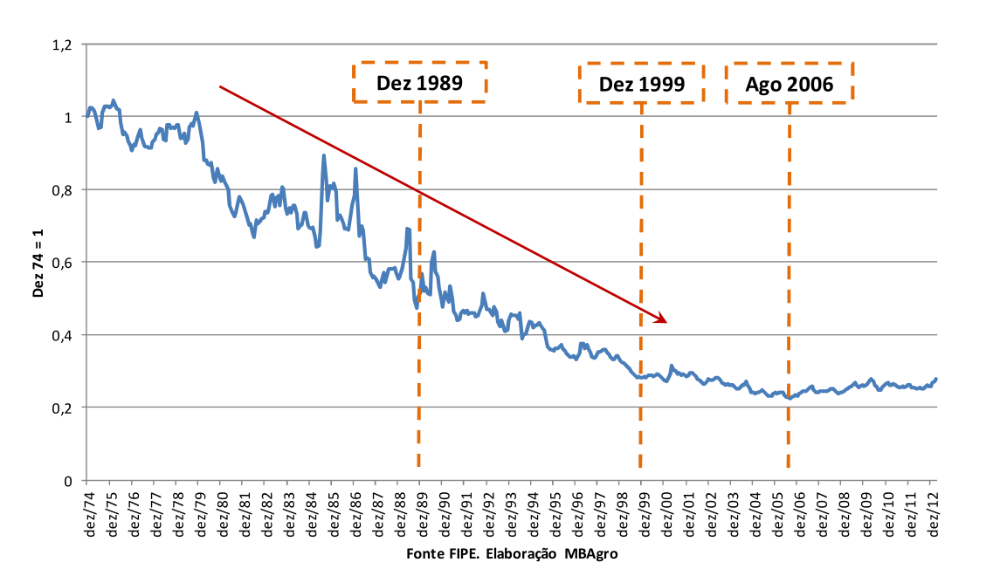 Dez 1989
Dez 1999
Ago 2006
Dez 74 = 1
1,2
1
0,8
0,6
0,4
0,2
0
dez/74
dez/75
dez/76
dez/77
dez/78
dez/79
dez/80
dez/81
dez/82
dez/83
dez/84
dez/85
dez/86
dez/87
dez/88
dez/89
dez/90
dez/91
dez/92
dez/93
dez/94
dez/95
dez/96
dez/97
dez/98
dez/99
dez/00
dez/01
dez/02
dez/03
dez/04
dez/05
dez/06
dez/07
dez/08
dez/09
dez/10
dez/11
dez/12
Fonte FIPE. Elaboração MBAgro